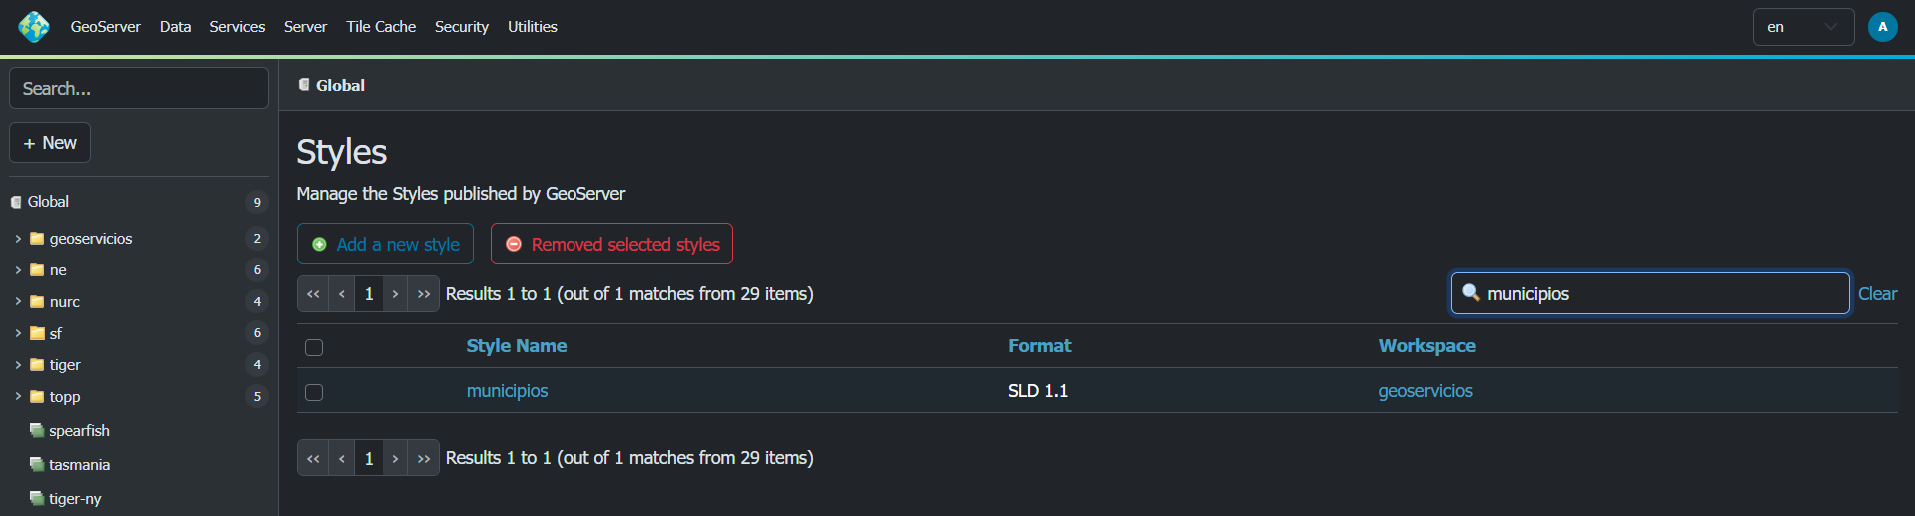 GeoServer Data Services Server Tile Cache Security Utilities en A
Search...
+ New
Global 9
geoservicios 2
ne 6
nurc 4
sf 6
tiger 4
topp 5
spearfish
tasmania
tiger-ny
Global
Styles
Manage the Styles published by GeoServer
Add a new style Removed selected styles
<< < 1 > >> Results 1 to 1 (out of 1 matches from 29 items) municipios Clear
Style Name Format Workspace
municipios SLD 1.1 geoservicios
<< < 1 > >> Results 1 to 1 (out of 1 matches from 29 items)